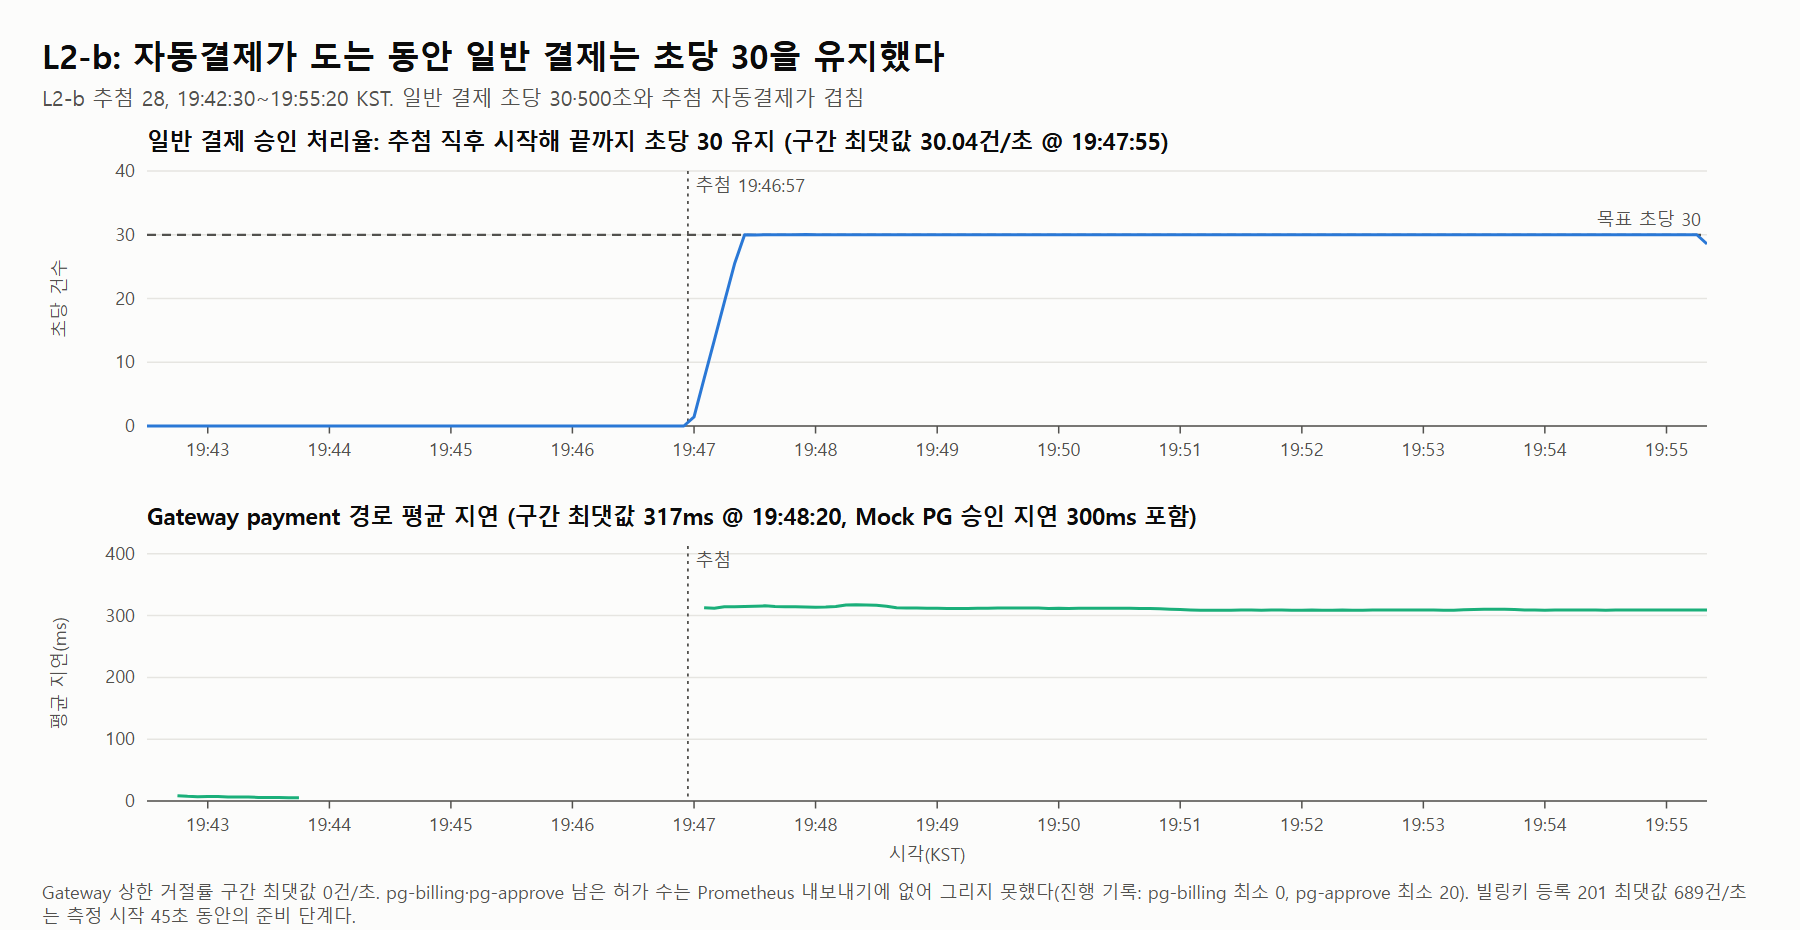 L2-b: 자동결제가 도는 동안 일반 결제는 초당 30을 유지했다
L2-b 추첨 28, 19:42:30~19:55:20 KST. 일반 결제 초당 30·500초와 추첨 자동결제가 겹침
일반 결제 승인 처리율: 추첨 직후 시작해 끝까지 초당 30 유지 (구간 최댓값 30.04건/초 @ 19:47:55)
40
추첨 19:46:57
목표 초당 30
30
20
10
0
초당 건수
19:43 19:44 19:45 19:46 19:47 19:48 19:49 19:50 19:51 19:52 19:53 19:54 19:55
Gateway payment 경로 평균 지연 (구간 최댓값 317ms @ 19:48:20, Mock PG 승인 지연 300ms 포함)
400
추첨
300
200
100
0
평균 지연(ms)
19:43 19:44 19:45 19:46 19:47 19:48 19:49 19:50 19:51 19:52 19:53 19:54 19:55
시각(KST)
Gateway 상한 거절률 구간 최댓값 0건/초. pg-billing·pg-approve 남은 허가 수는 Prometheus 내보내기에 없어 그리지 못했다(진행 기록: pg-billing 최소 0, pg-approve 최소 20). 빌링키 등록 201 최댓값 689건/초
는 측정 시작 45초 동안의 준비 단계다.